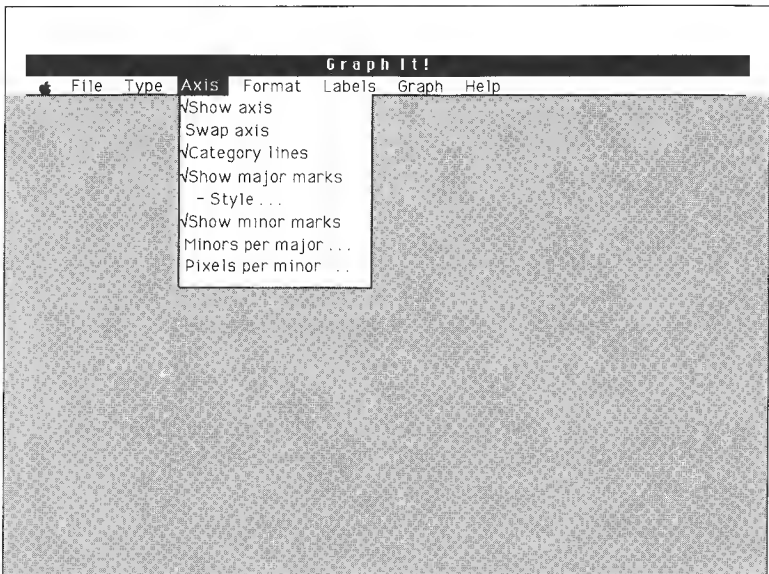 Graph It!
File Type Axis Format Labels Graph Help
√Show axis
Swap axis
√Category lines
√Show major marks
- Style . . .
√Show minor marks
Minors per major . . .
Pixels per minor . .